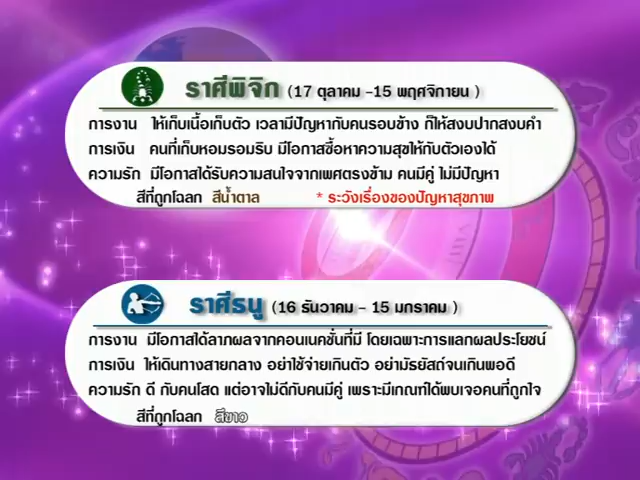 ราศีพิจิก (17 ตุลาคม -15 พฤศจิกายน )
การงาน ให้เก็บเนื้อเก็บตัว เวลามีปัญหากับคนรอบข้าง ก็ให้สงบปากสงบคำ
การเงิน คนที่เก็บหอมรอมริบ มีโอกาสซื้อหาความสุขให้กับตัวเองได้
ความรัก มีโอกาสได้รับความสนใจจากเพศตรงข้าม คนมีคู่ ไม่มีปัญหา
สีที่ถูกโฉลก สีน้ำตาล * ระวังเรื่องของปัญหาสุขภาพ
ราศีธนู (16 ธันวาคม - 15 มกราคม )
การงาน มีโอกาสได้ลาภผลจากคอนเนคชั่นที่มี โดยเฉพาะการแลกผลประโยชน์
การเงิน ให้เดินทางสายกลาง อย่าใช้จ่ายเกินตัว อย่ามัธยัสถ์จนเกินพอดี
ความรัก ดี กับคนโสด แต่อาจไม่ดีกับคนมีคู่ เพราะมีเกณฑ์ได้พบเจอคนที่ถูกใจ
สีที่ถูกโฉลก สีขาว